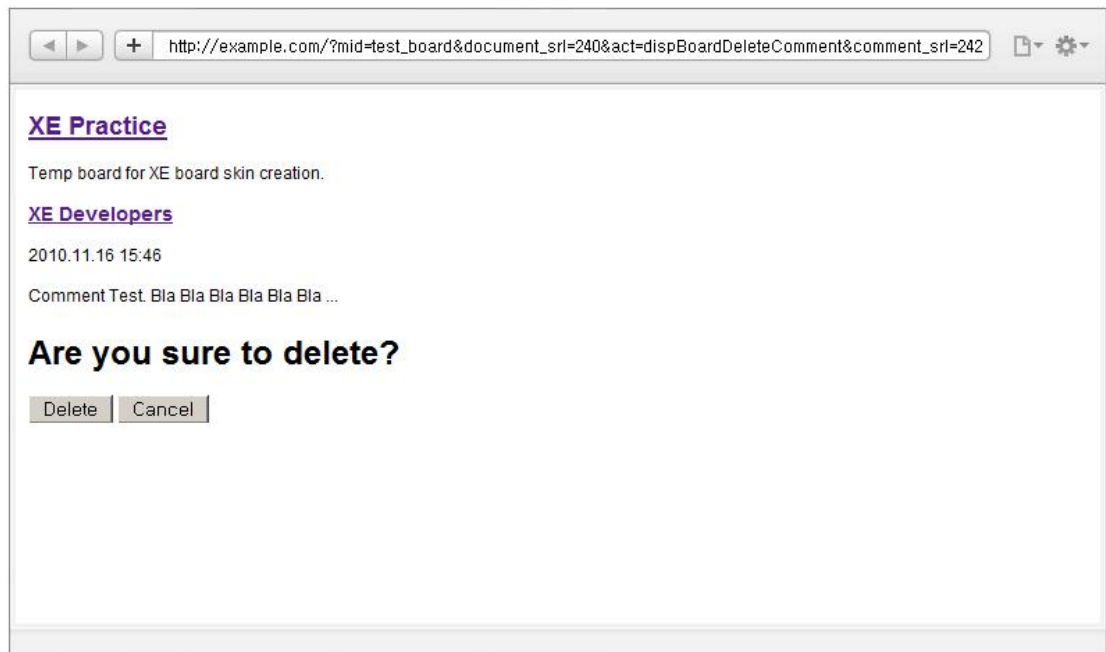 http://example.com/?mid=test_board&document_srl=240&act=dispBoardDeleteComment&comment_srl=242
XE Practice
Temp board for XE board skin creation.
XE Developers
2010.11.16 15:46
Comment Test. Bla Bla Bla Bla Bla Bla ...
Are you sure to delete?
Delete Cancel